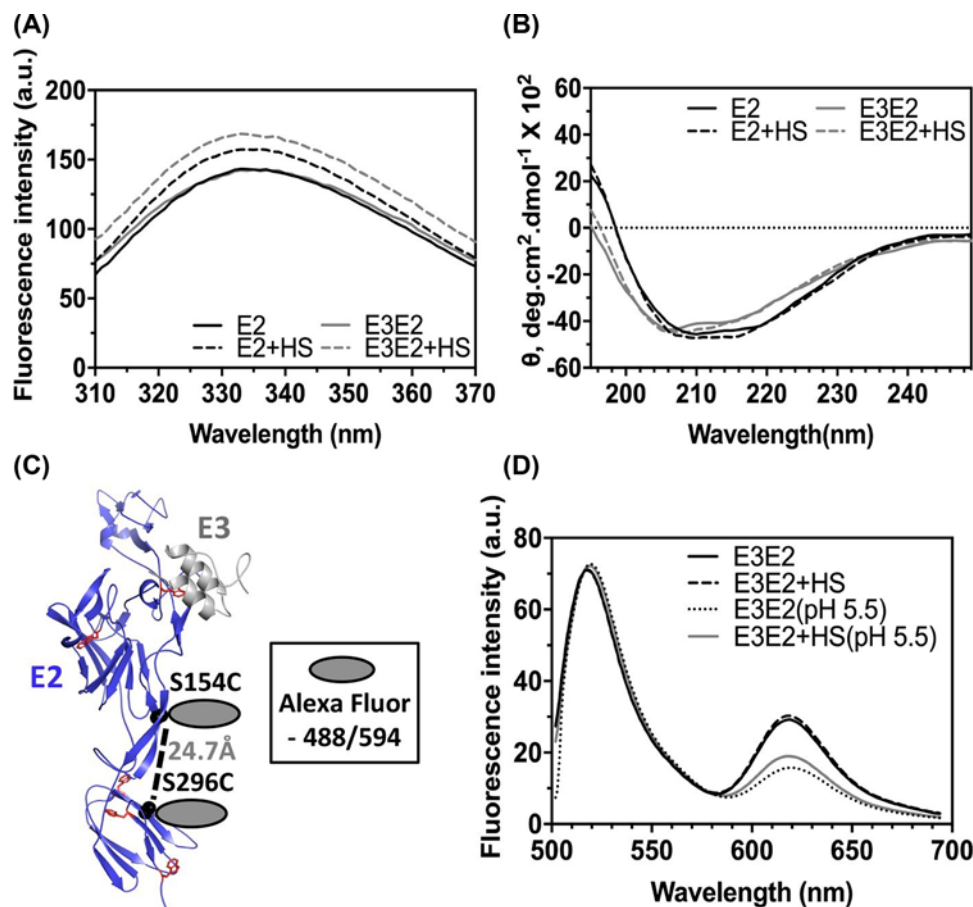 (A)
Fluorescence intensity (a.u.)
200
150
100
50
0
E2 E3E2
E2+HS E3E2+HS
310 320 330 340 350 360 370
Wavelength (nm)
(B)
θ, deg.cm².dmol⁻¹ X 10²
60
40
20
0
-20
-40
-60
E2 E3E2
E2+HS E3E2+HS
200 210 220 230 240
Wavelength(nm)
(C)
E3
E2
S154C
24.7Å
S296C
Alexa Fluor
- 488/594
(D)
Fluorescence intensity (a.u.)
80
60
40
20
0
E3E2
E3E2+HS
E3E2(pH 5.5)
E3E2+HS(pH 5.5)
500 550 600 650 700
Wavelength (nm)